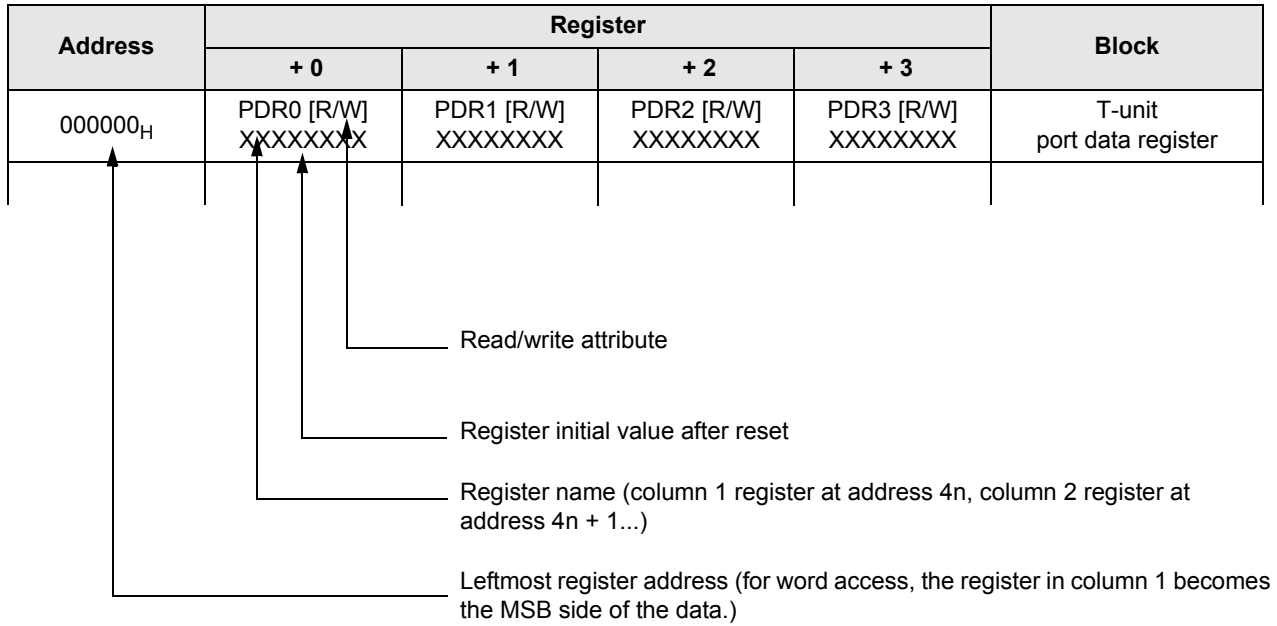 Address Register Block
+ 0 + 1 + 2 + 3
000000H PDR0 [R/W] PDR1 [R/W] PDR2 [R/W] PDR3 [R/W] T-unit
XXXXXXXX XXXXXXXX XXXXXXXX XXXXXXXX port data register
Read/write attribute
Register initial value after reset
Register name (column 1 register at address 4n, column 2 register at
address 4n + 1...)
Leftmost register address (for word access, the register in column 1 becomes
the MSB side of the data.)